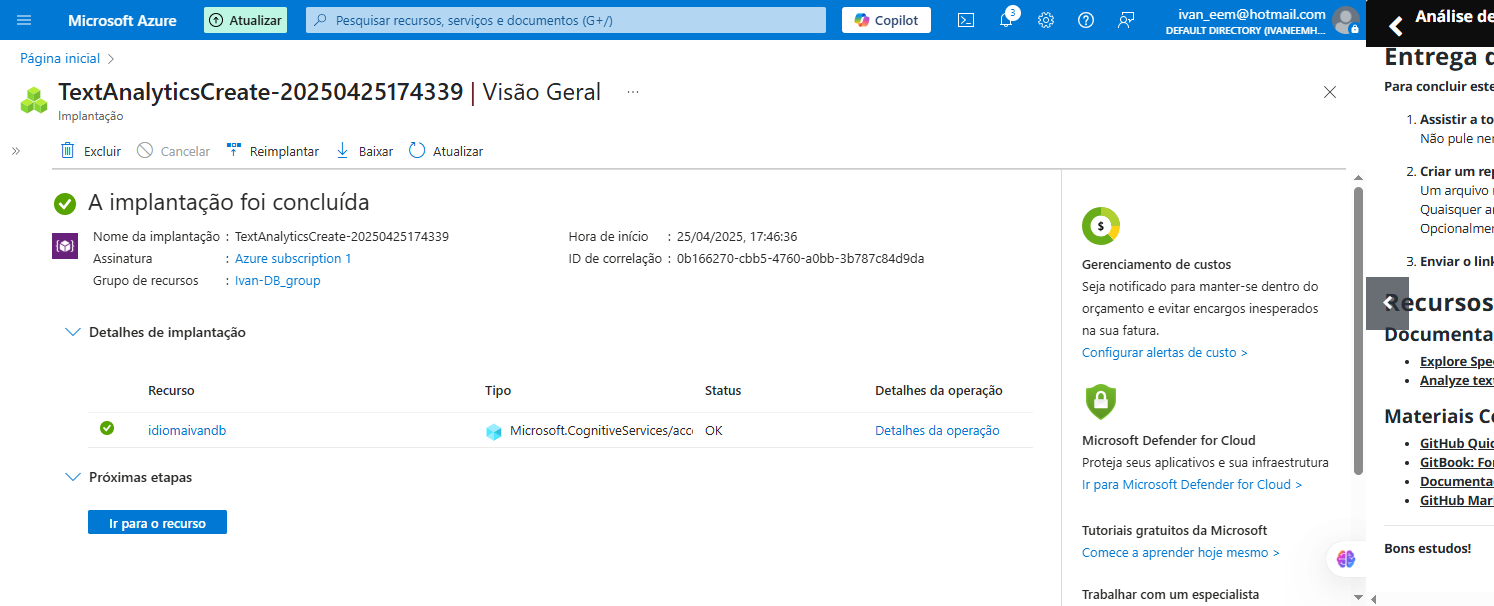 Microsoft Azure
Atualizar
Pesquisar recursos, serviços e documentos (G+/)
Copilot
3
ivan_eem@hotmail.com
DEFAULT DIRECTORY (IVANEEMH...
Página inicial
TextAnalyticsCreate-20250425174339 | Visão Geral ...
Implantação
Excluir
Cancelar
Reimplantar
Baixar
Atualizar
A implantação foi concluída
Nome da implantação : TextAnalyticsCreate-20250425174339
Assinatura : Azure subscription 1
Grupo de recursos : Ivan-DB_group
Hora de início : 25/04/2025, 17:46:36
ID de correlação : 0b166270-cbb5-4760-a0bb-3b787c84d9da
Detalhes de implantação
Recurso Tipo Status Detalhes da operação
idiomaivandb Microsoft.CognitiveServices/acc OK Detalhes da operação
Próximas etapas
Ir para o recurso
$
Gerenciamento de custos
Seja notificado para manter-se dentro do
orçamento e evitar encargos inesperados
na sua fatura.
Configurar alertas de custo >
Microsoft Defender for Cloud
Proteja seus aplicativos e sua infraestrutura
Ir para Microsoft Defender for Cloud >
Tutoriais gratuitos da Microsoft
Comece a aprender hoje mesmo >
Trabalhar com um especialista
Análise de
Entrega d
Para concluir este
1. Assistir a to
Não pule ne
2. Criar um rep
Um arquivo
Quaisquer a
Opcionalme
3. Enviar o link
Recursos
Documenta
Explore Spe
Analyze tex
Materiais C
GitHub Quic
GitBook: Fo
Documenta
GitHub Mar
Bons estudos!